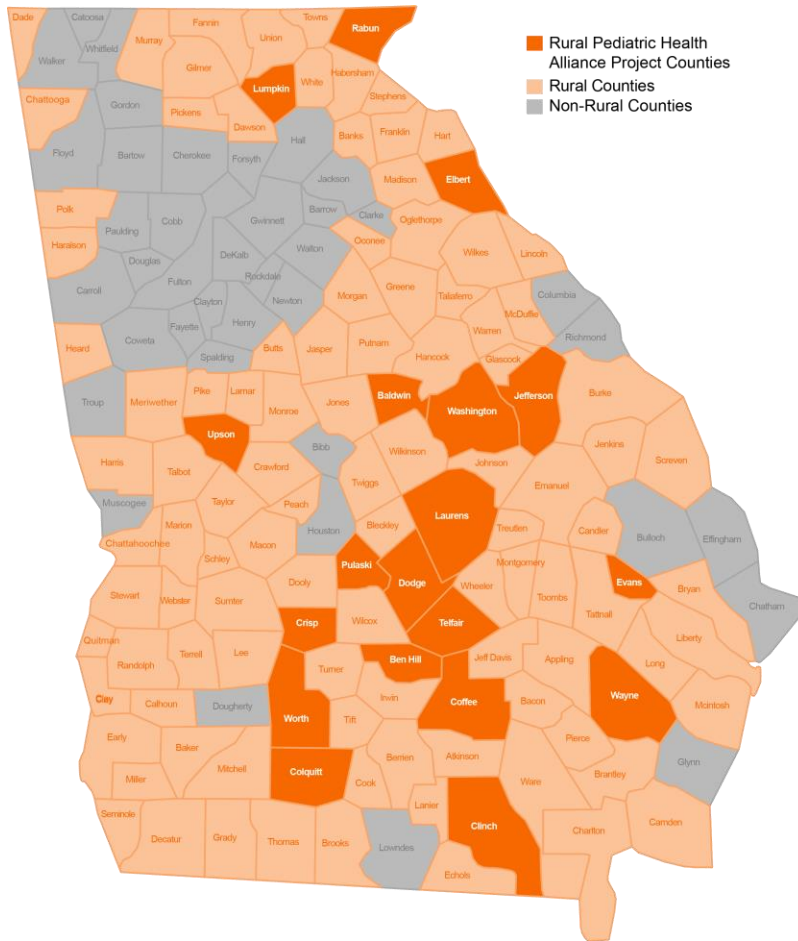 Rural Pediatric Health
Alliance Project Counties
Rural Counties
Non-Rural Counties
Dade
Catoosa
Fannin
Towns
Rabun
Walker
Whitfield
Murray
Union
Gilmer
Lumpkin
White
Habersham
Chattooga
Gordon
Pickens
Dawson
Stephens
Floyd
Bartow
Cherokee
Forsyth
Hall
Banks
Franklin
Hart
Jackson
Madison
Elbert
Polk
Paulding
Cobb
Gwinnett
Barrow
Clarke
Oglethorpe
Haralson
Douglas
DeKalb
Walton
Oconee
Wilkes
Lincoln
Carroll
Fulton
Rockdale
Clayton
Newton
Morgan
Greene
Talaferro
Columbia
McDuffie
Heard
Coweta
Fayette
Henry
Spalding
Butts
Jasper
Putnam
Hancock
Warren
Glascook
Richmond
Troup
Meriwether
Pike
Lamar
Monroe
Jones
Baldwin
Washington
Jefferson
Burke
Upson
Bibb
Wilkinson
Johnson
Jenkins
Screven
Harris
Talbot
Crawford
Twiggs
Emanuel
Muscogee
Taylor
Peach
Houston
Bleckley
Laurens
Treutlen
Candler
Bulloch
Effingham
Chattahoochee
Marion
Schley
Macon
Pulaski
Dodge
Montgomery
Wheeler
Toombs
Tattnall
Evans
Bryan
Chatham
Stewart
Webster
Sumter
Dooly
Crisp
Wilcox
Telfair
Liberty
Quitman
Randolph
Terrell
Lee
Turner
Ben Hill
Jeff Davis
Appling
Long
Clay
Calhoun
Dougherty
Worth
Tift
Irwin
Coffee
Bacon
Wayne
Mcintosh
Early
Baker
Mitchell
Colquitt
Cook
Berrien
Atkinson
Pierce
Brantley
Glynn
Miller
Lanier
Ware
Seminole
Decatur
Grady
Thomas
Brooks
Lowndes
Clinch
Echols
Charlton
Camden